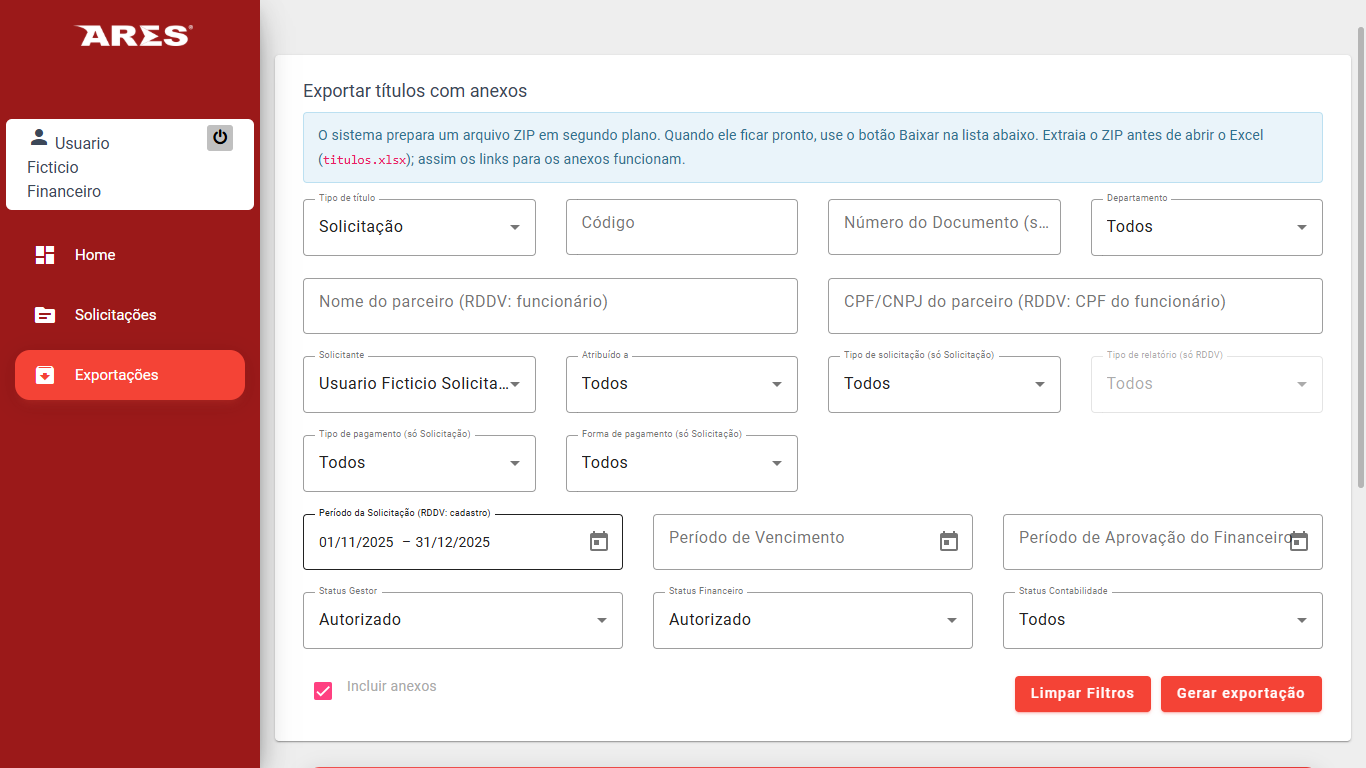 ARES®
Usuario
Ficticio
Financeiro
Home
Solicitações
Exportações
Exportar títulos com anexos
O sistema prepara um arquivo ZIP em segundo plano. Quando ele ficar pronto, use o botão Baixar na lista abaixo. Extraia o ZIP antes de abrir o Excel
(titulos.xlsx); assim os links para os anexos funcionam.
Tipo de título
Solicitação
Código
Número do Documento (s…
Departamento
Todos
Nome do parceiro (RDDV: funcionário)
CPF/CNPJ do parceiro (RDDV: CPF do funcionário)
Solicitante
Usuario Ficticio Solicita…
Atribuído a
Todos
Tipo de solicitação (só Solicitação)
Todos
Tipo de relatório (só RDDV)
Todos
Tipo de pagamento (só Solicitação)
Todos
Forma de pagamento (só Solicitação)
Todos
Período da Solicitação (RDDV: cadastro)
01/11/2025 – 31/12/2025
Período de Vencimento
Período de Aprovação do Financeiro
Status Gestor
Autorizado
Status Financeiro
Autorizado
Status Contabilidade
Todos
Incluir anexos
Limpar Filtros
Gerar exportação